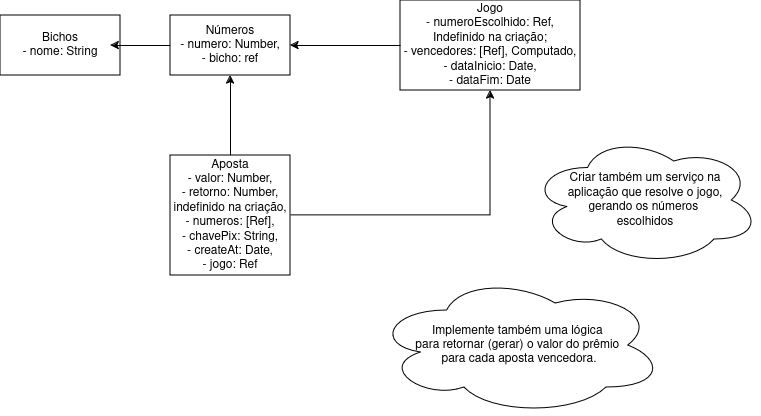 Bichos
- nome: String
Números
- numero: Number,
- bicho: ref
Jogo
- numeroEscolhido: Ref,
Indefinido na criação;
- vencedores: [Ref], Computado,
- dataInicio: Date,
- dataFim: Date
Aposta
- valor: Number,
- retorno: Number,
indefinido na criação,
- numeros: [Ref],
- chavePix: String,
- createAt: Date,
- jogo: Ref
Criar também um serviço na
aplicação que resolve o jogo,
gerando os números
escolhidos
Implemente também uma lógica
para retornar (gerar) o valor do prêmio
para cada aposta vencedora.